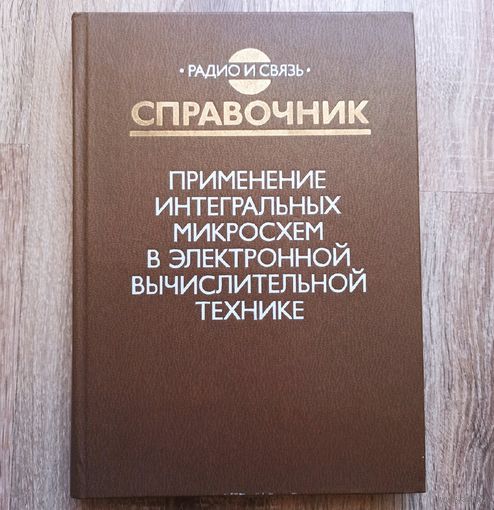 • РАДИО И СВЯЗЬ •
СПРАВОЧНИК
ПРИМЕНЕНИЕ
ИНТЕГРАЛЬНЫХ
МИКРОСХЕМ
В ЭЛЕКТРОННОЙ
ВЫЧИСЛИТЕЛЬНОЙ
ТЕХНИКЕ